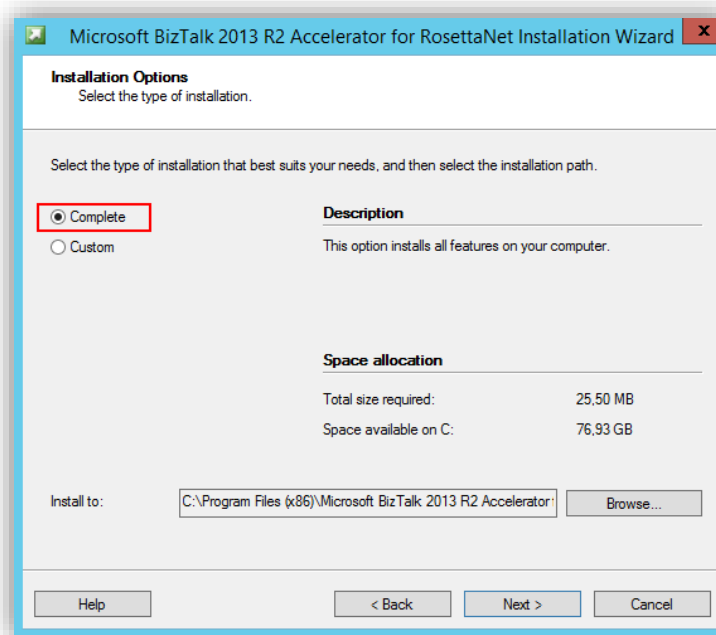 Microsoft BizTalk 2013 R2 Accelerator for RosettaNet Installation Wizard
x
Installation Options
Select the type of installation.
Select the type of installation that best suits your needs, and then select the installation path.
Complete
Description
Custom
This option installs all features on your computer.
Space allocation
Total size required: 25,50 MB
Space available on C: 76,93 GB
Install to: C:\Program Files (x86)\Microsoft BizTalk 2013 R2 Accelerator Browse...
Help < Back Next > Cancel